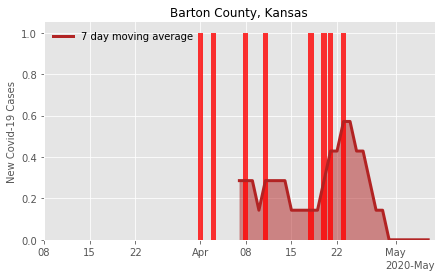 Barton County, Kansas
7 day moving average
New Covid-19 Cases
1.0
0.8
0.6
0.4
0.2
0.0
08 15 22 Apr 08 15 22 May
2020-May